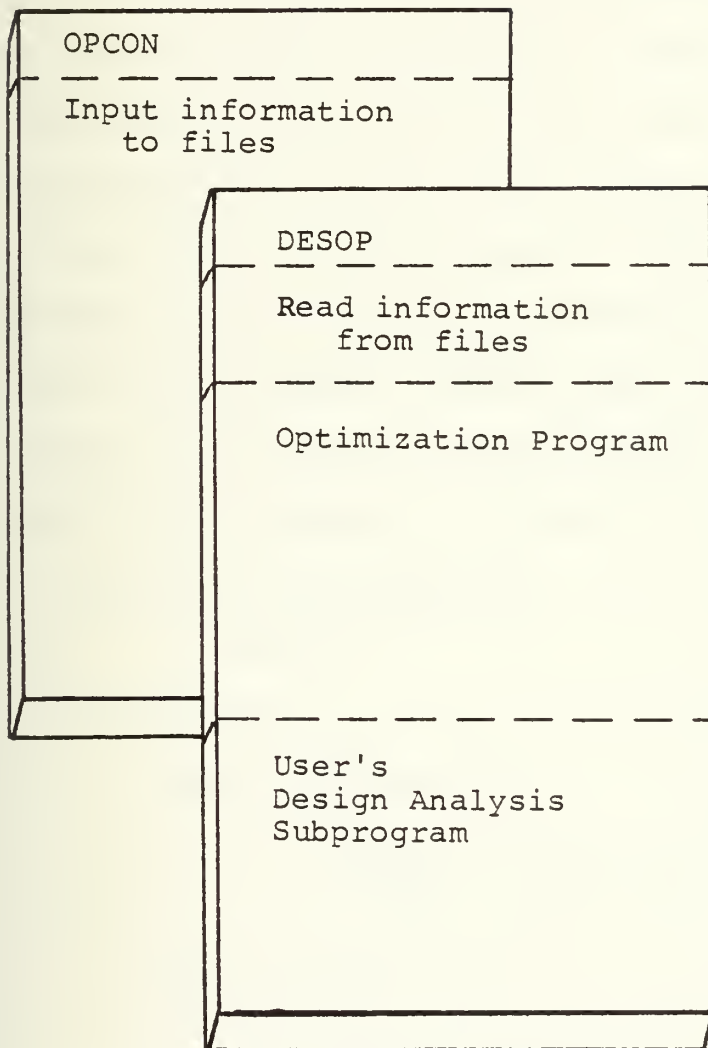 OPCON
Input information
to files
DESOP
Read information
from files
Optimization Program
User's
Design Analysis
Subprogram